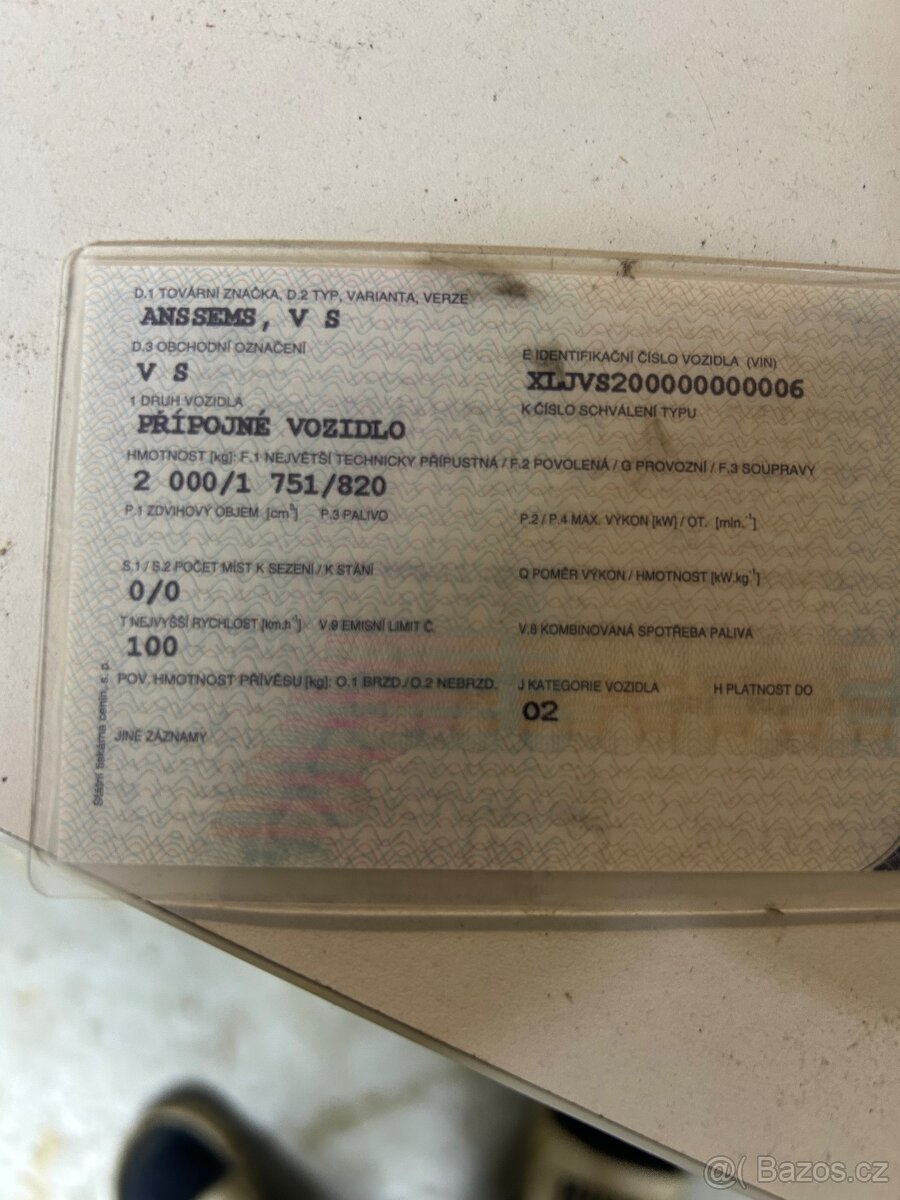 D.1 TOVÁRNÍ ZNAČKA, D.2 TYP, VARIANTA, VERZE
ANSSEMS, V S
D.3 OBCHODNÍ OZNAČENÍ
E IDENTIFIKAČNÍ ČÍSLO VOZIDLA (VIN)
V S
XLJVS200000000006
1 DRUH VOZIDLA
K ČÍSLO SCHVÁLENÍ TYPU
PŘÍPOJNÉ VOZIDLO
HMOTNOST [kg]: F.1 NEJVĚTŠÍ TECHNICKY PŘÍPUSTNÁ / F.2 POVOLENÁ / G PROVOZNÍ / F.3 SOUPRAVY
2 000/1 751/820
P.1 ZDVIHOVÝ OBJEM [cm³] P.3 PALIVO
P.2 / P.4 MAX. VÝKON [kW] / OT. [min.⁻¹]
S.1 / S.2 POČET MÍST K SEZENÍ / K STÁNÍ
Q POMĚR VÝKON / HMOTNOST [kW.kg⁻¹]
0/0
T NEJVYŠŠÍ RYCHLOST [km.h⁻¹] V.9 EMISNÍ LIMIT Č.
V.8 KOMBINOVANÁ SPOTŘEBA PALIVA
100
POV. HMOTNOST PŘÍVĚSU [kg]: O.1 BRZD./O.2 NEBRZD.
J KATEGORIE VOZIDLA H PLATNOST DO
O2
JINÉ ZÁZNAMY
Státní tiskárna cenin, s. p.
@( Bazos.cz